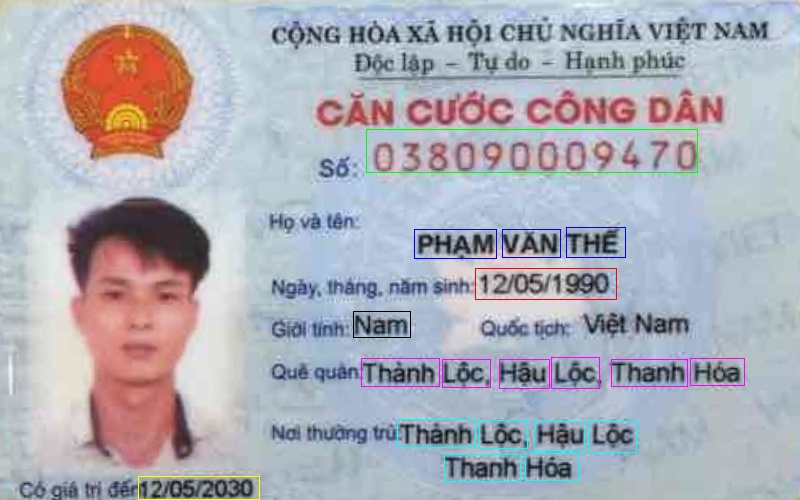 CỘNG HÒA XÃ HỘI CHỦ NGHĨA VIỆT NAM
Độc lập - Tự do - Hạnh phúc
CĂN CƯỚC CÔNG DÂN
Số: 038090009470
Họ và tên:
PHẠM VĂN THẾ
Ngày, tháng, năm sinh: 12/05/1990
Giới tính: Nam Quốc tịch: Việt Nam
Quê quán: Thành Lộc, Hậu Lộc, Thanh Hóa
Nơi thường trú: Thành Lộc, Hậu Lộc
Thanh Hóa
Có giá trị đến 12/05/2030